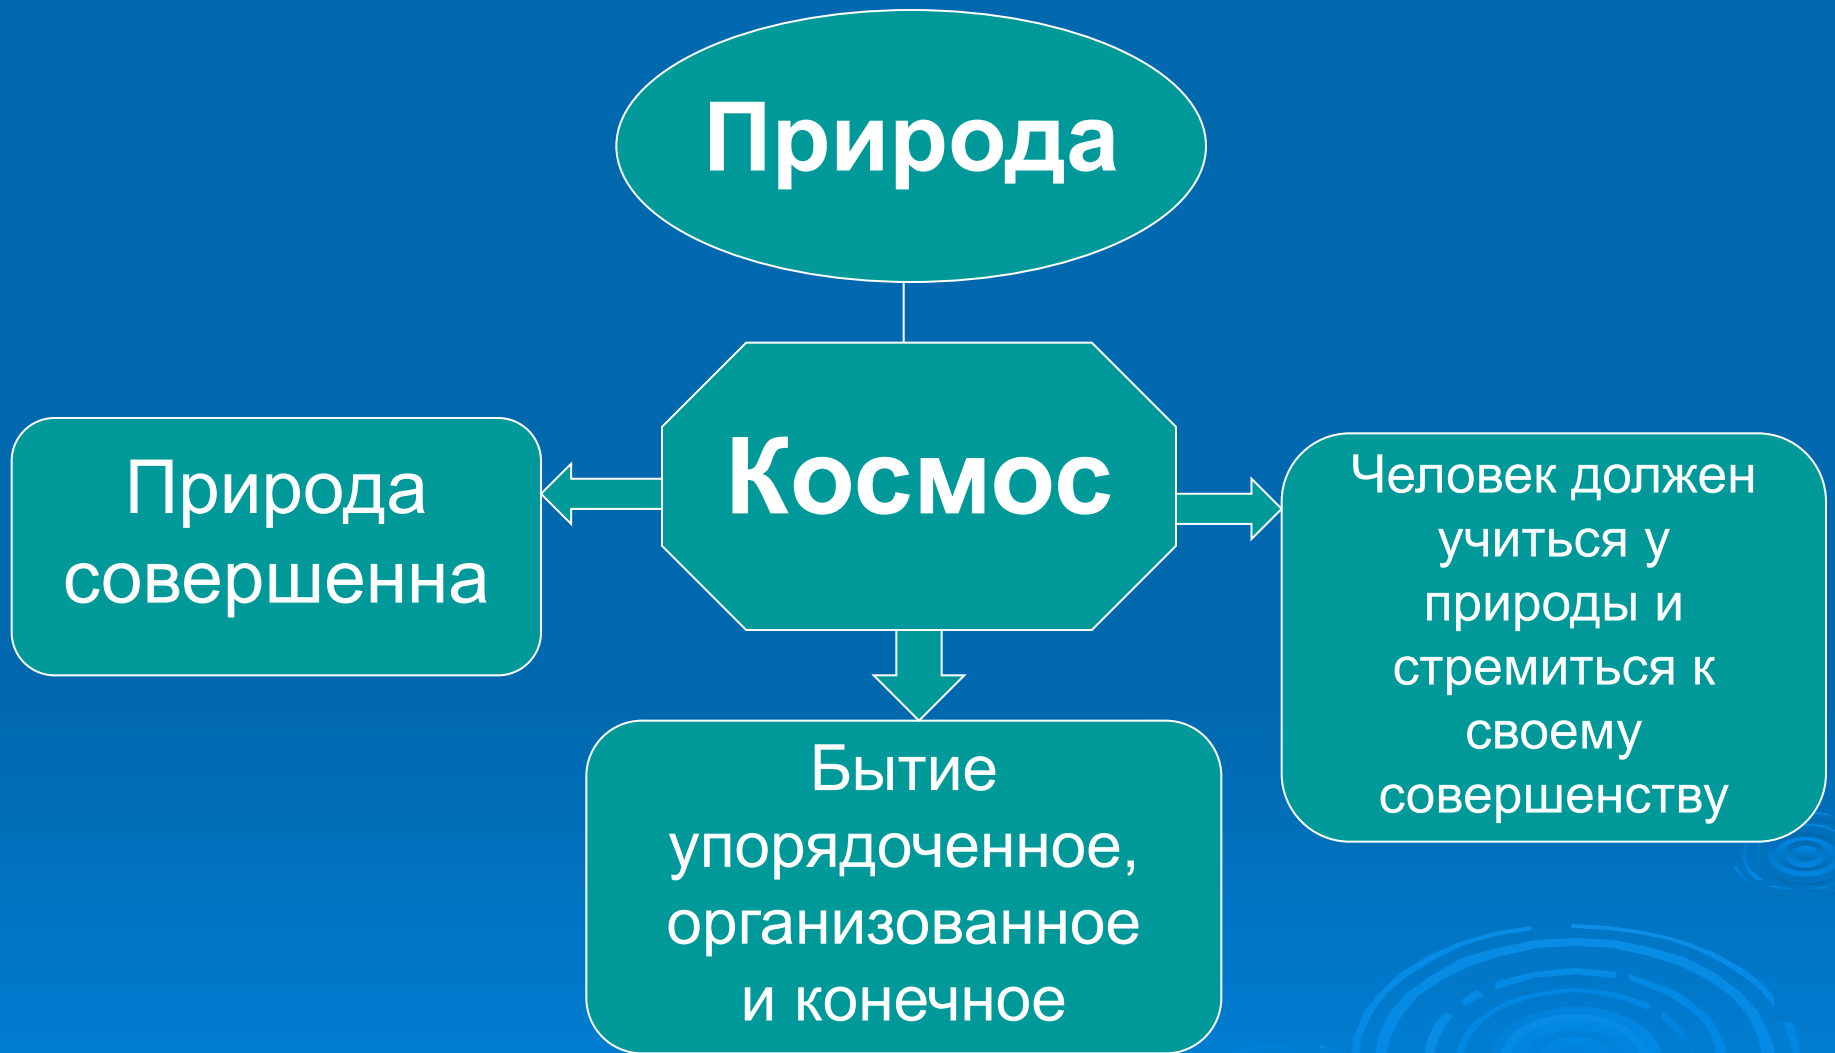 Природа
Космос
Природа
совершенна
Человек должен
учиться у
природы и
стремиться к
своему
совершенству
Бытие
упорядоченное,
организованное
и конечное